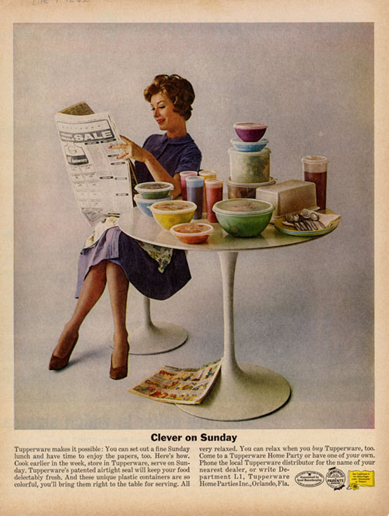 SALE
Clever on Sunday
Tupperware makes it possible: You can set out a fine Sunday
lunch and have time to enjoy the papers, too. Here's how.
Cook earlier in the week, store in Tupperware, serve on Sun-
day. Tupperware's patented airtight seal will keep your food
delectably fresh. And these unique plastic containers are so
colorful, you'll bring them right to the table for serving. All
very relaxed. You can relax when you buy Tupperware, too.
Come to a Tupperware Home Party or have one of your own.
Phone the local Tupperware distributor for the name of your
nearest dealer, or write De-
partment L1, Tupperware
Home Parties Inc., Orlando, Fla.